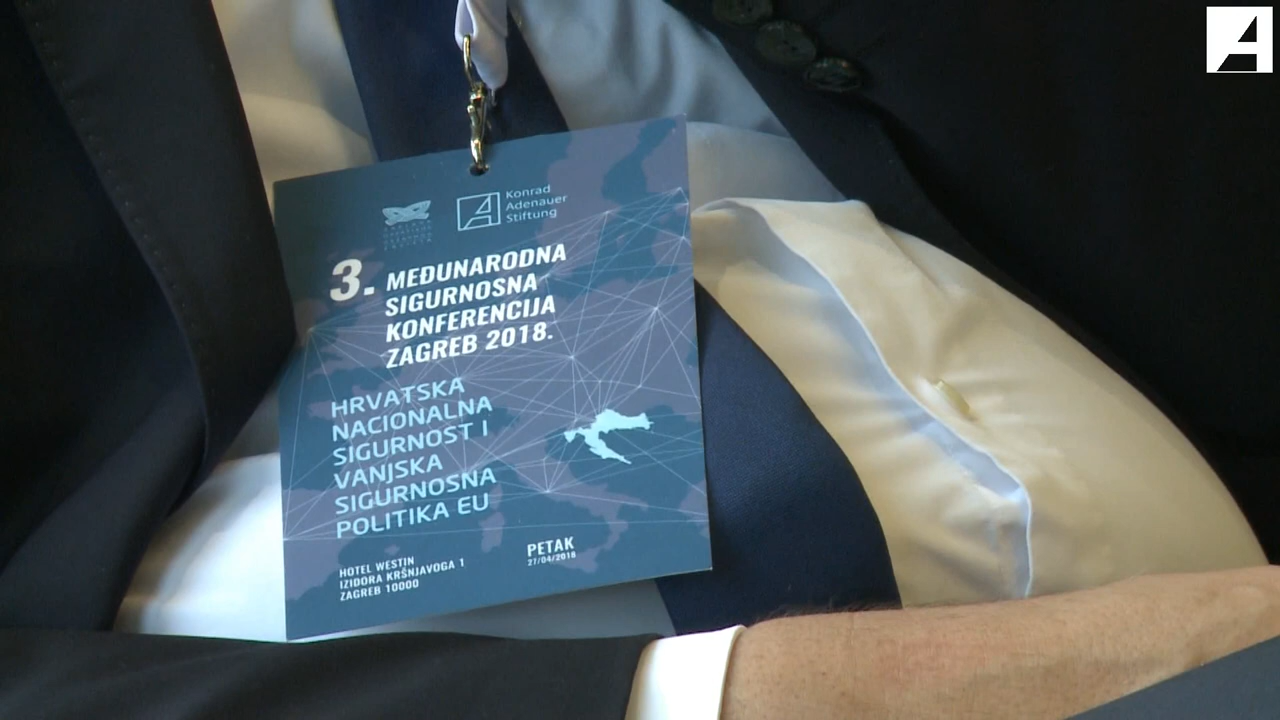 Konrad
Adenauer
Stiftung
3. MEĐUNARODNA
SIGURNOSNA
KONFERENCIJA
ZAGREB 2018.
HRVATSKA
NACIONALNA
SIGURNOST I
VANJSKA
SIGURNOSNA
POLITIKA EU
HOTEL WESTIN
IZIDORA KRŠNJAVOGA 1
ZAGREB 10000
PETAK
27/04/2018